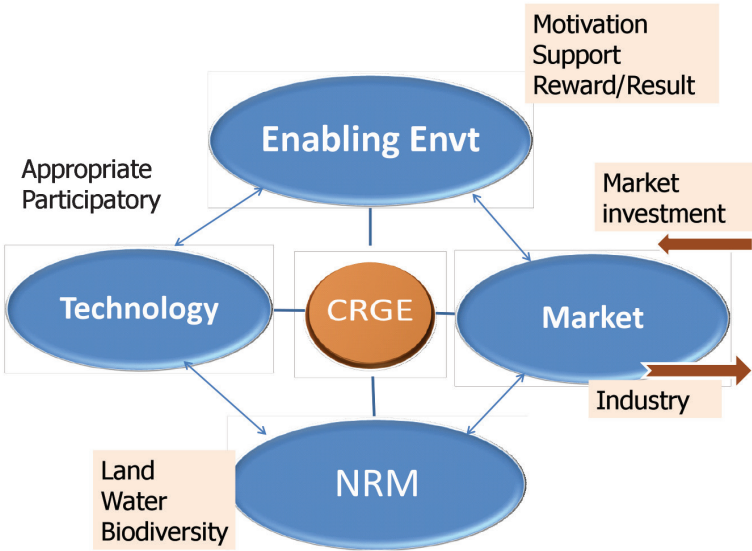 Motivation
Support
Reward/Result
Enabling Envt
Appropriate
Participatory
Market
investment
Technology
CRGE
Market
Industry
NRM
Land
Water
Biodiversity